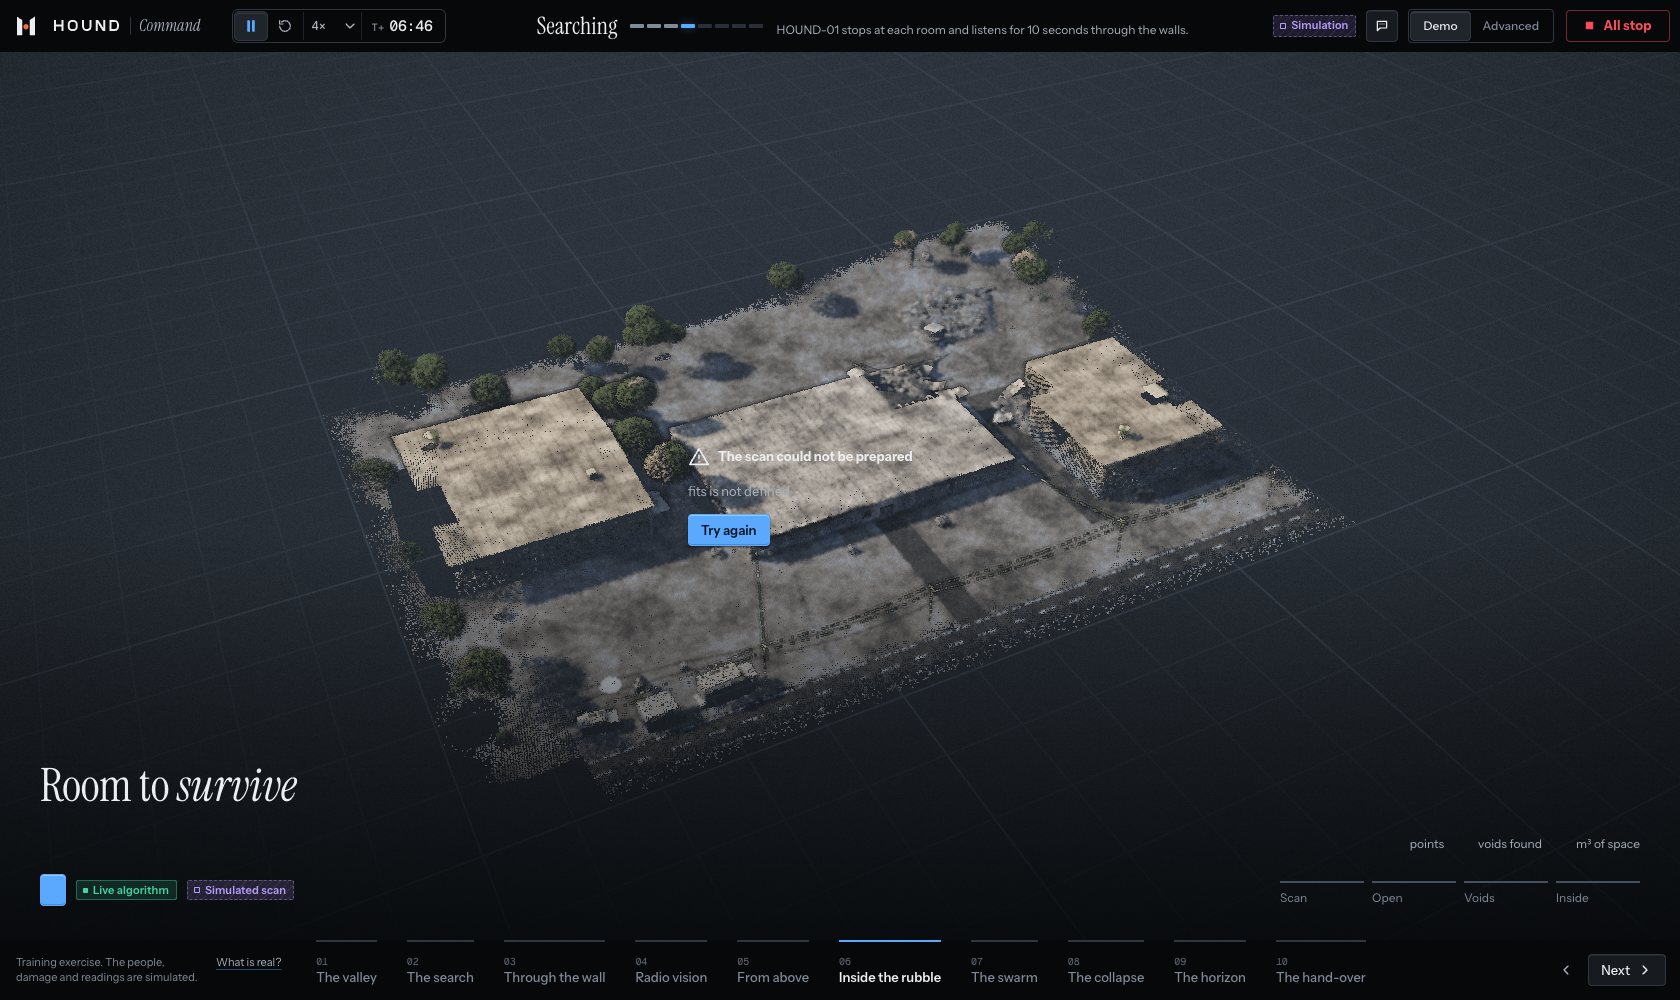 HOUND Command
4× T+ 06:46
Searching
HOUND-01 stops at each room and listens for 10 seconds through the walls.
Simulation
Demo Advanced
All stop
The scan could not be prepared
fits is not defined
Try again
Room to survive
points voids found m³ of space
Live algorithm Simulated scan
Scan Open Voids Inside
Training exercise. The people,
damage and readings are simulated.
What is real?
01
The valley
02
The search
03
Through the wall
04
Radio vision
05
From above
06
Inside the rubble
07
The swarm
08
The collapse
09
The horizon
10
The hand-over
Next